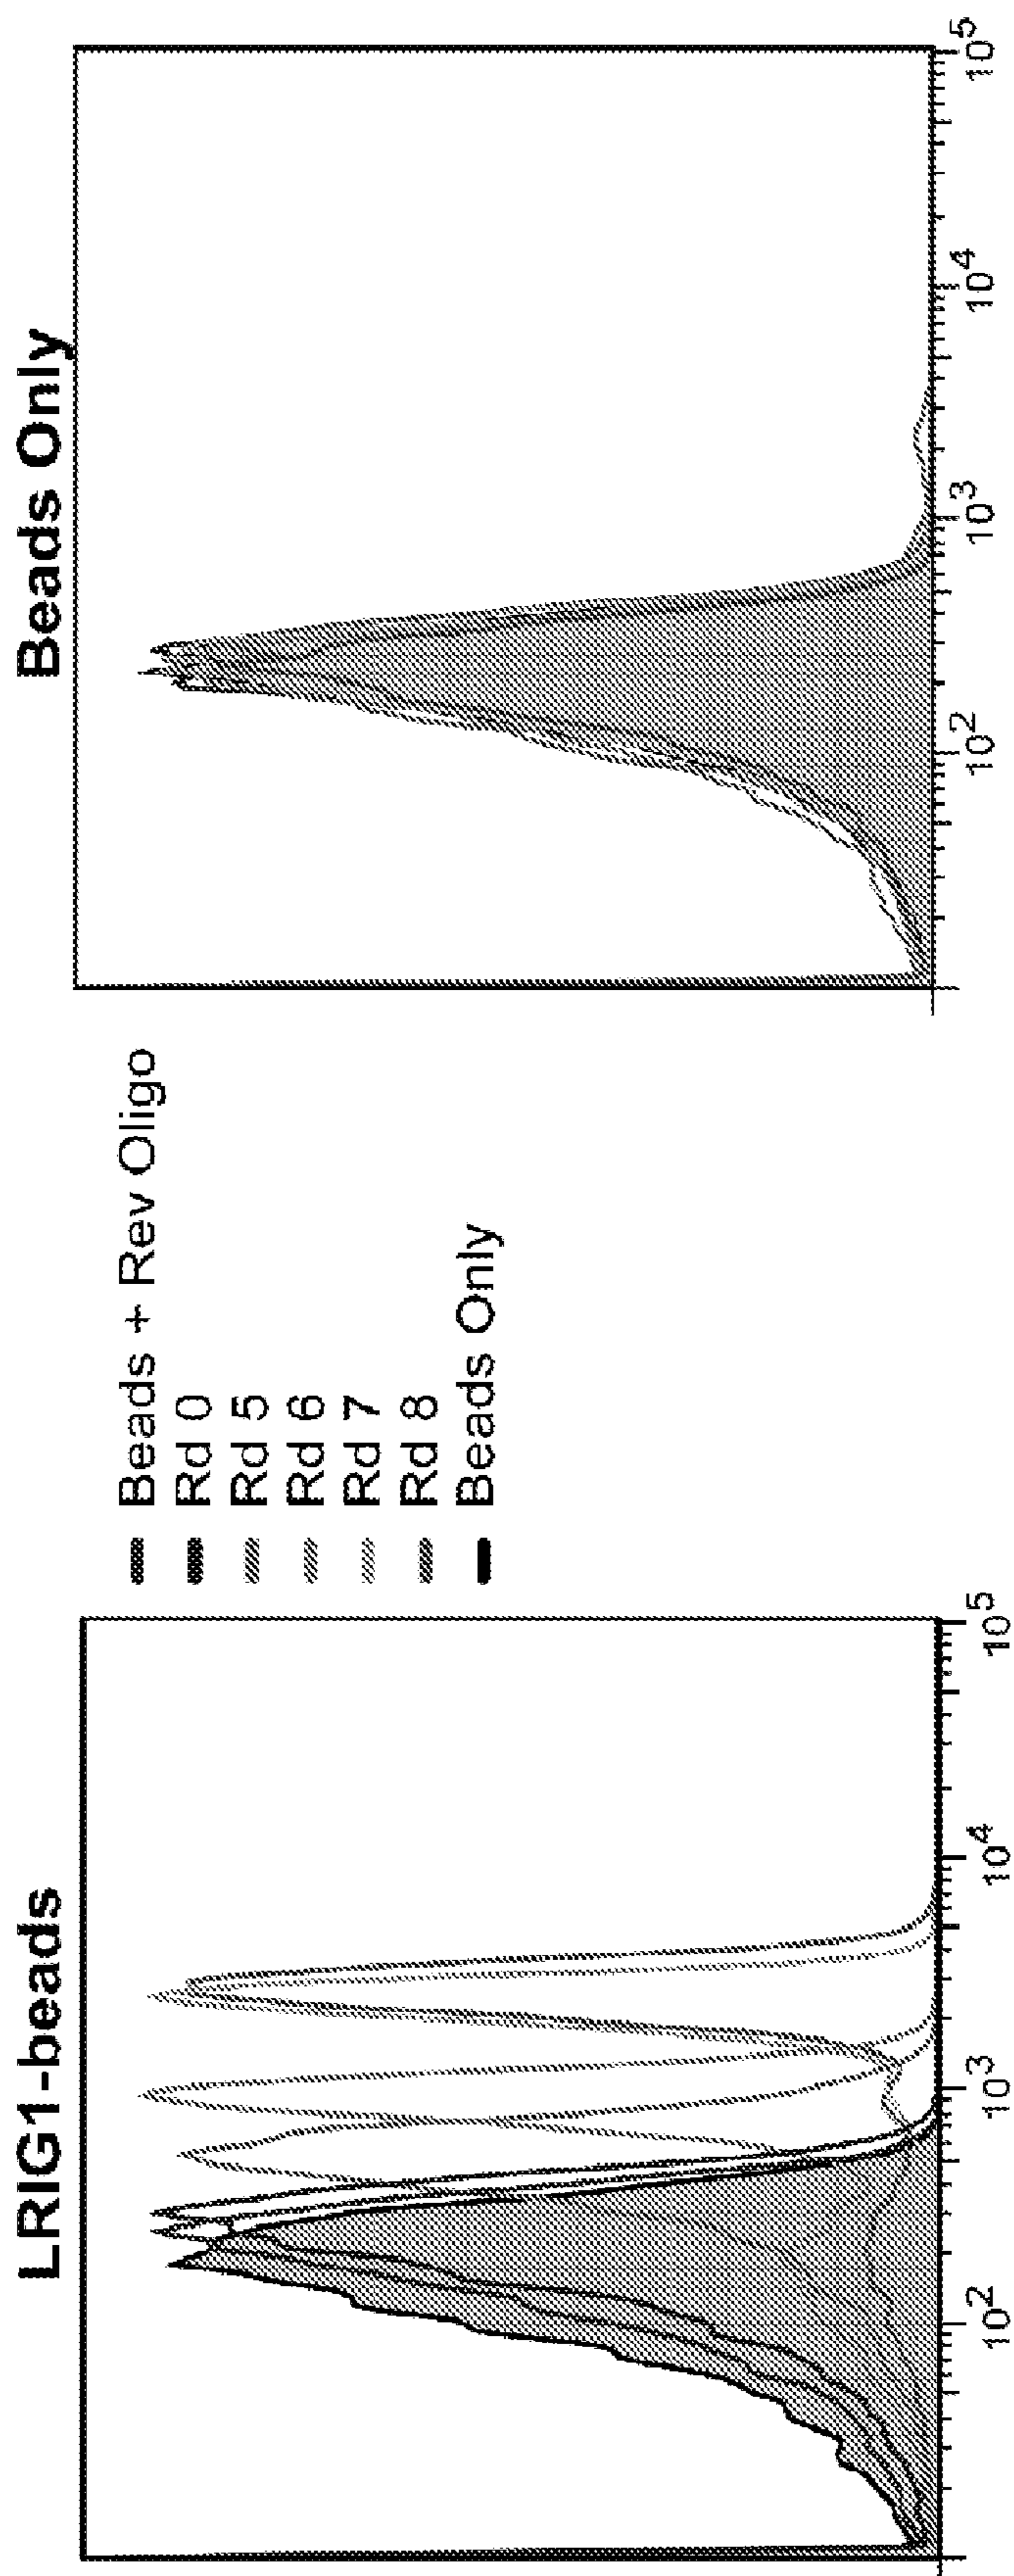 LRIG1-beads
10² 10³ 10⁴ 10⁵
Beads + Rev Oligo
Rd 0
Rd 5
Rd 6
Rd 7
Rd 8
Beads Only
Beads Only
10² 10³ 10⁴ 10⁵